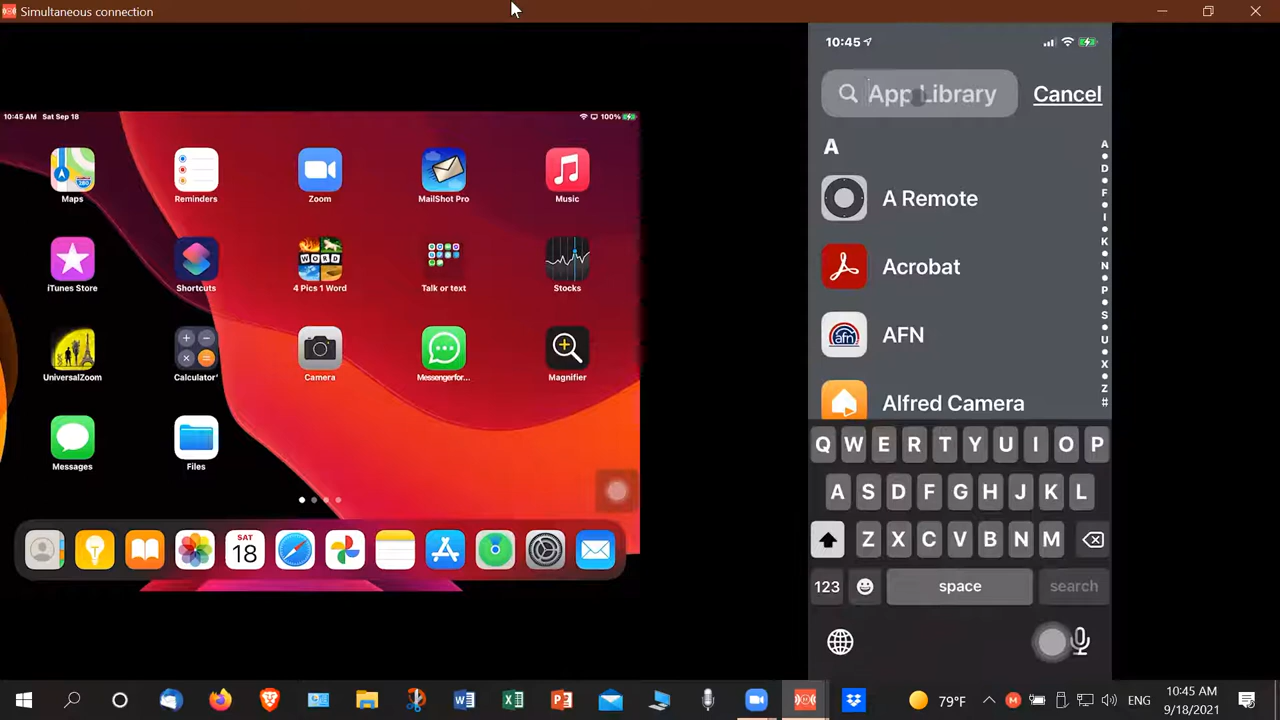 Simultaneous connection
10:45 AM Sat Sep 18
100%
Maps
Reminders
Zoom
MailShot Pro
Music
iTunes Store
Shortcuts
WORD
4 Pics 1 Word
Talk or text
Stocks
UniversalZoom
Calculator⁺
Camera
Messengerfor...
Magnifier
Messages
Files
SAT
18
10:45
App Library
Cancel
A
A Remote
Acrobat
afn
AFN
Alfred Camera
A
D
F
I
K
N
P
S
U
X
Z
#
Q W E R T Y U I O P
A S D F G H J K L
Z X C V B N M
123
space
search
79°F
ENG
10:45 AM
9/18/2021